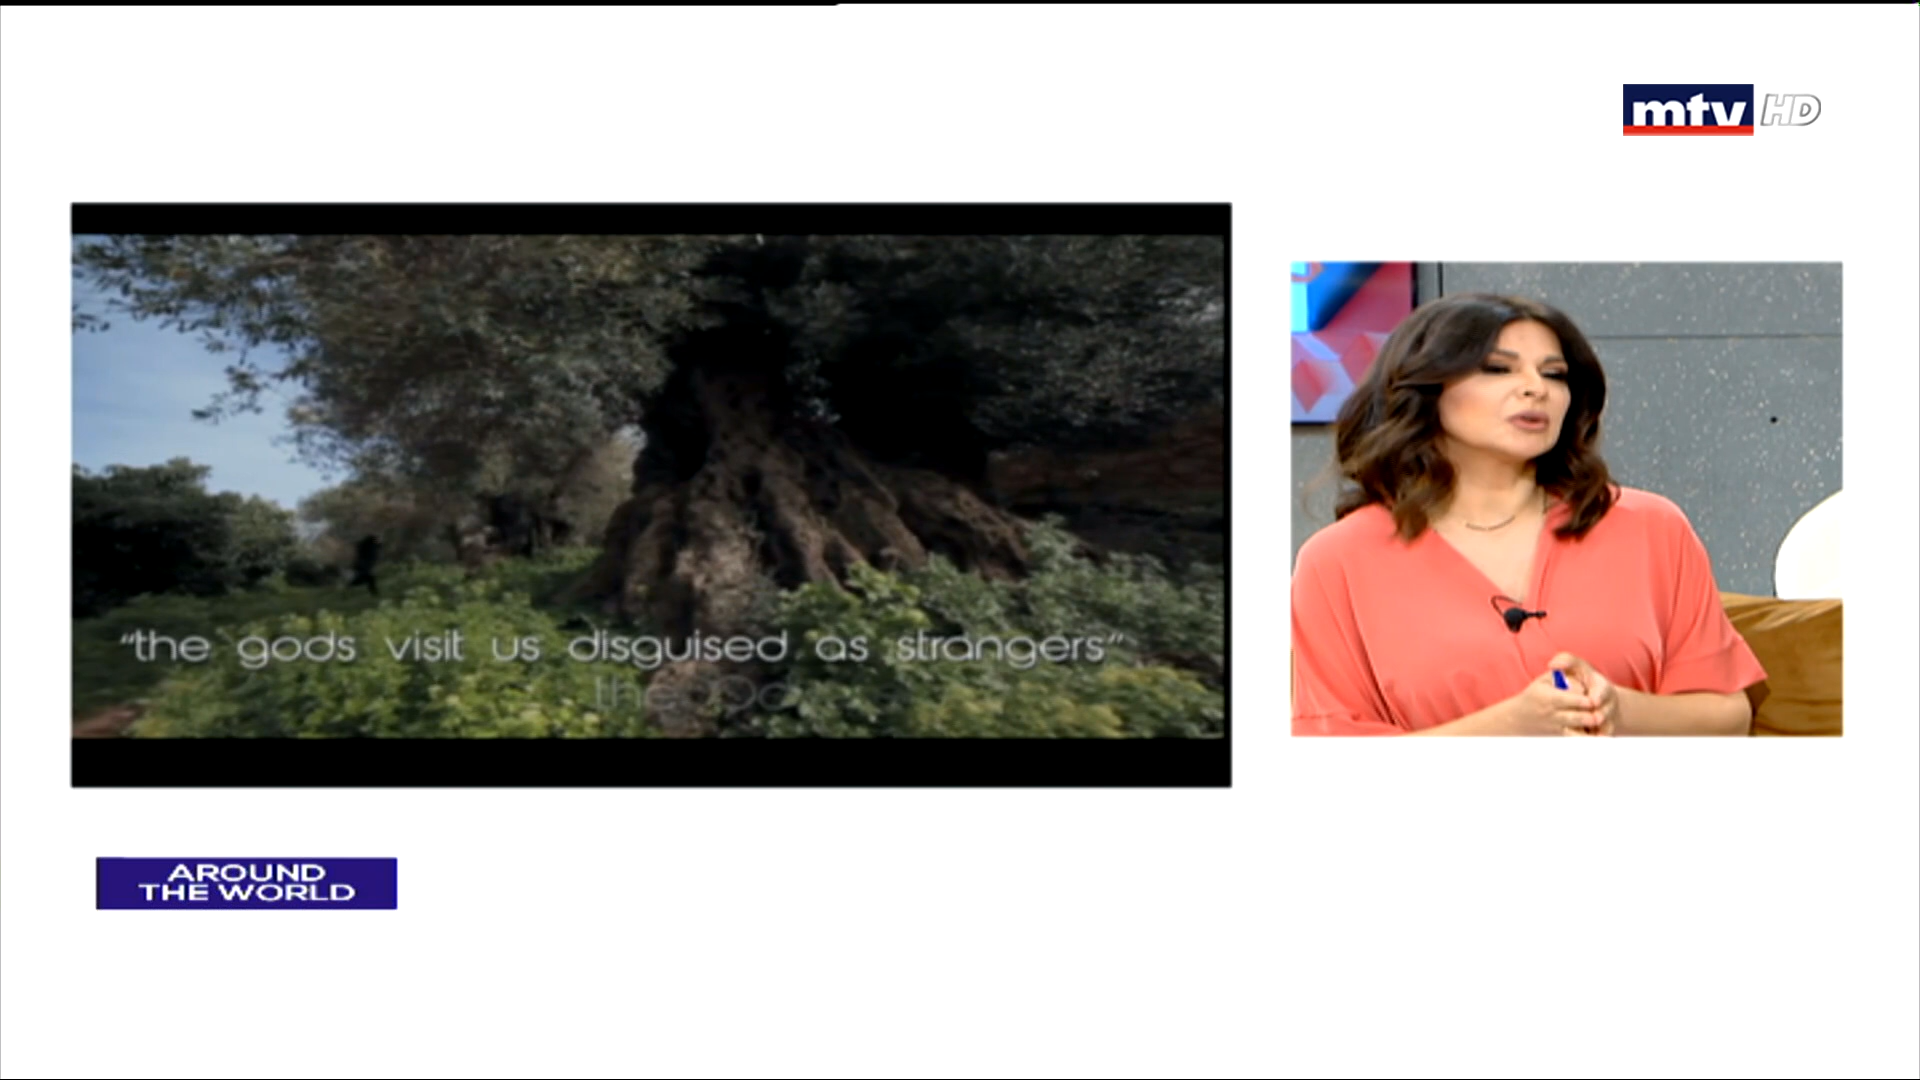 mtv HD
“the gods visit us disguised as strangers”
AROUND
THE WORLD